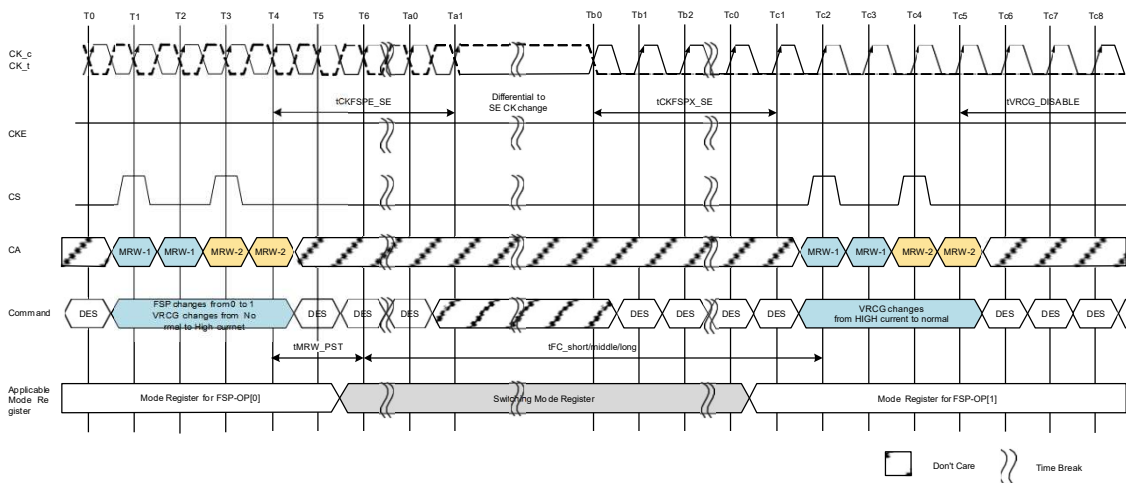 T0 T1 T2 T3 T4 T5 T6 Ta0 Ta1 Tb0 Tb1 Tb2 Tc0 Tc1 Tc2 Tc3 Tc4 Tc5 Tc6 Tc7 Tc8
CK_c
CK_t
tCKFSPE_SE
Differential to
SE CK change
tCKFSPX_SE
tVRCG_DISABLE
CKE
CS
CA
MRW-1 MRW-1 MRW-2 MRW-2 MRW-1 MRW-1 MRW-2 MRW-2
Command
DES
FSP changes from 0 to 1
VRCG changes from No
rmal to High currnet
DES DES DES DES DES DES DES
VRCG changes
from HIGH current to normal
DES DES DES
tMRW_PST
tFC_short/middle/long
Applicable
Mode Re
gister
Mode Register for FSP-OP[0]
Switching Mode Register
Mode Register for FSP-OP[1]
Don't Care
Time Break